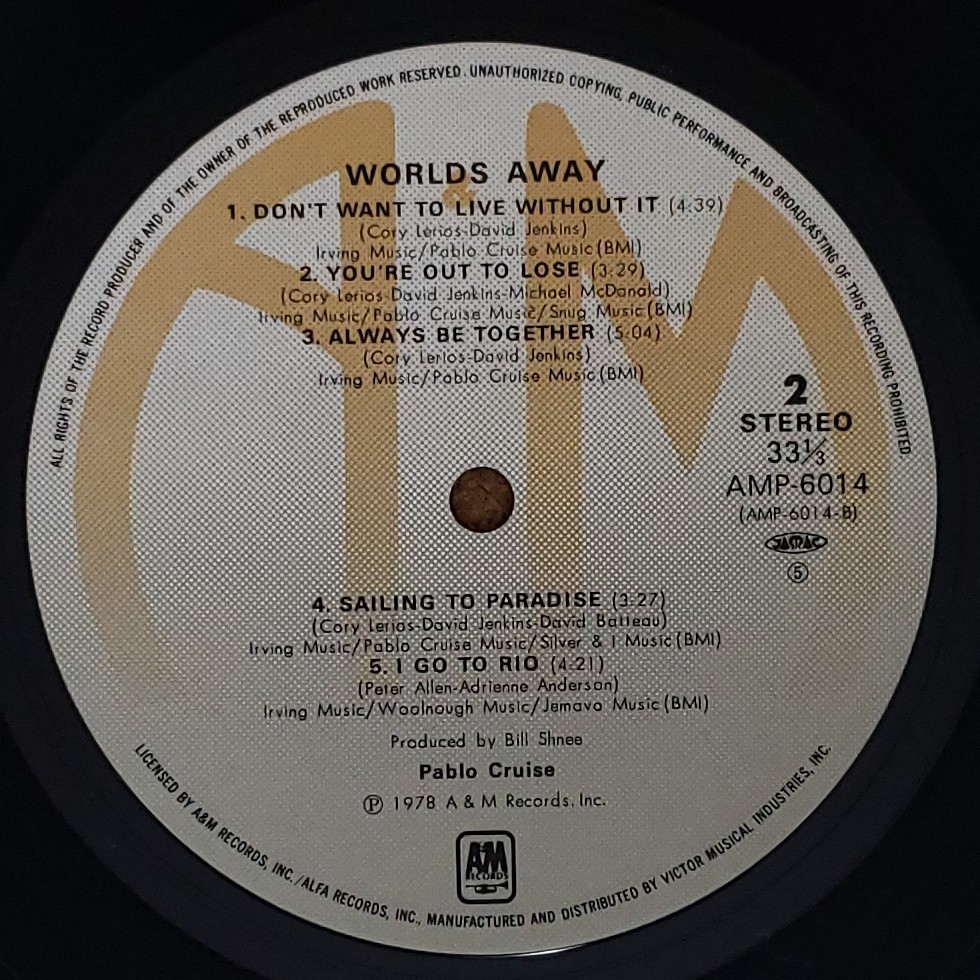 ALL RIGHTS OF THE RECORD PRODUCER AND OF THE OWNER OF THE REPRODUCED WORK RESERVED. UNAUTHORIZED COPYING, PUBLIC PERFORMANCE AND BROADCASTING OF THIS RECORDING PROHIBITED
WORLDS AWAY
1. DON'T WANT TO LIVE WITHOUT IT (4:39)
(Cory Lerios-David Jenkins)
Irving Music/Pablo Cruise Music(BMI)
2. YOU'RE OUT TO LOSE (3:29)
(Cory Lerios-David Jenkins-Michael McDonald)
Irving Music/Pablo Cruise Music/Snug Music(BMI)
3. ALWAYS BE TOGETHER (5:04)
(Cory Lerios-David Jenkins)
Irving Music/Pablo Cruise Music(BMI)
2
STEREO
33⅓
AMP-6014
(AMP-6014-B)
JASRAC
⑤
4. SAILING TO PARADISE (3:27)
(Cory Lerios-David Jenkins-David Batteau)
Irving Music/Pablo Cruise Music/Silver & I Music(BMI)
5. I GO TO RIO (4:21)
(Peter Allen-Adrienne Anderson)
Irving Music/Woolnough Music/Jemava Music(BMI)
Produced by Bill Shnee
Pablo Cruise
℗ 1978 A & M Records, Inc.
A&M
RECORDS
LICENSED BY A&M RECORDS, INC./ALFA RECORDS, INC., MANUFACTURED AND DISTRIBUTED BY VICTOR MUSICAL INDUSTRIES, INC.